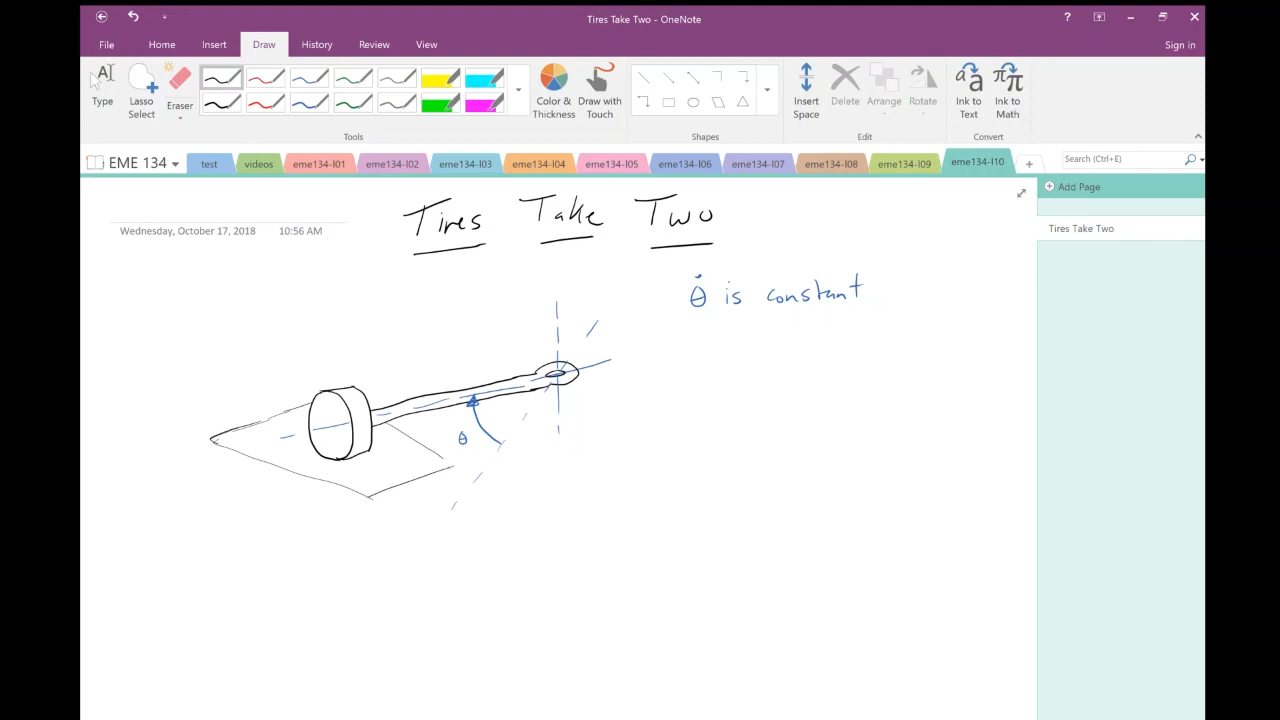 Tires Take Two - OneNote
?
File Home Insert Draw History Review View
Sign in
Type
Lasso Select
Eraser
Color & Thickness
Draw with Touch
Insert Space
Delete
Arrange
Rotate
Ink to Text
Ink to Math
Tools Shapes Edit Convert
EME 134
test videos eme134-l01 eme134-l02 eme134-l03 eme134-l04 eme134-l05 eme134-l06 eme134-l07 eme134-l08 eme134-l09 eme134-l10
Search (Ctrl+E)
Add Page
Tires Take Two
Tires Take Two
Wednesday, October 17, 2018 10:56 AM
θ̇ is constant
θ